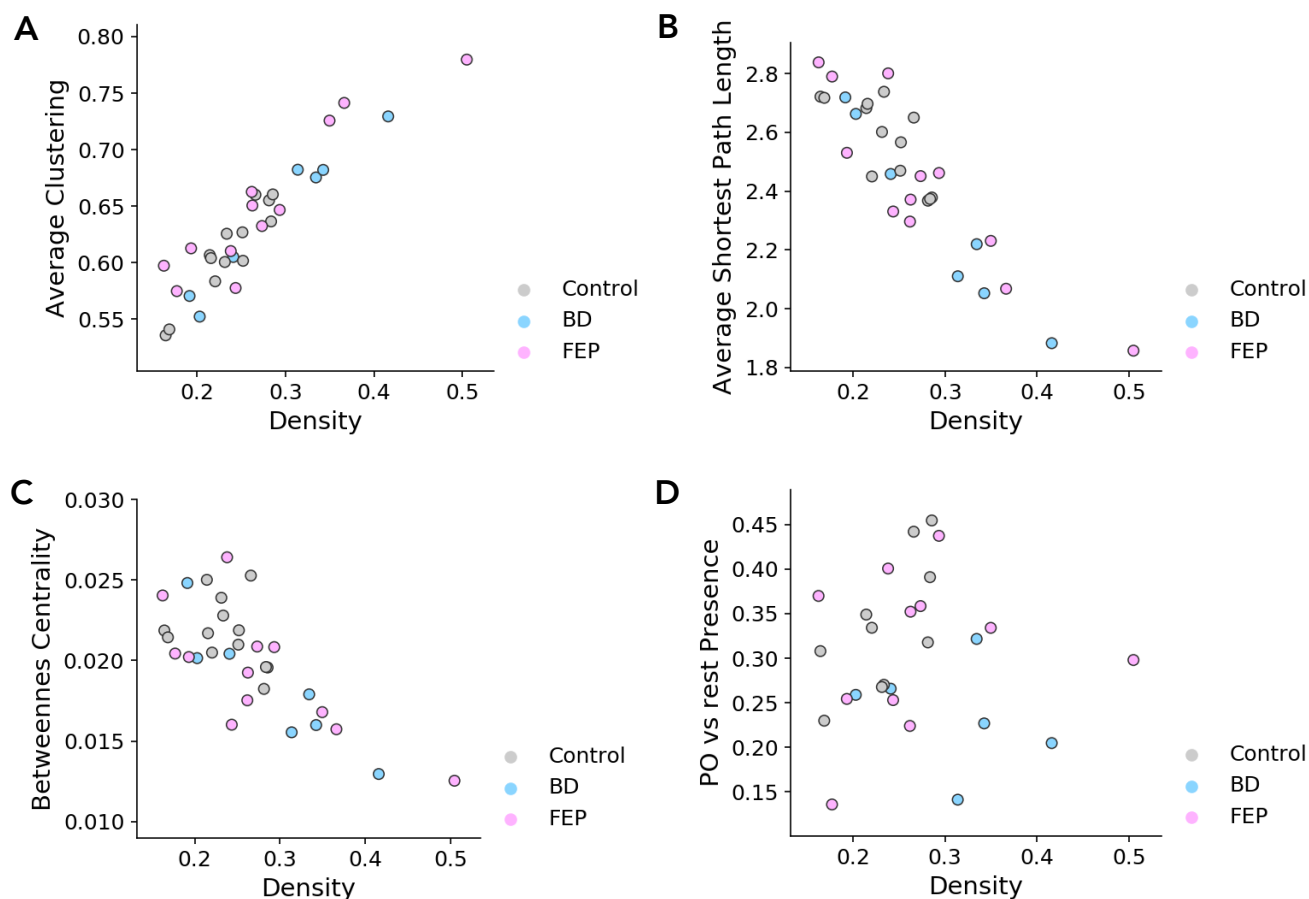 A
Average Clustering
0.80
0.75
0.70
0.65
0.60
0.55
0.2 0.3 0.4 0.5
Density
Control
BD
FEP
B
Average Shortest Path Length
2.8
2.6
2.4
2.2
2.0
1.8
0.2 0.3 0.4 0.5
Density
Control
BD
FEP
C
Betweennes Centrality
0.030
0.025
0.020
0.015
0.010
0.2 0.3 0.4 0.5
Density
Control
BD
FEP
D
PO vs rest Presence
0.45
0.40
0.35
0.30
0.25
0.20
0.15
0.2 0.3 0.4 0.5
Density
Control
BD
FEP